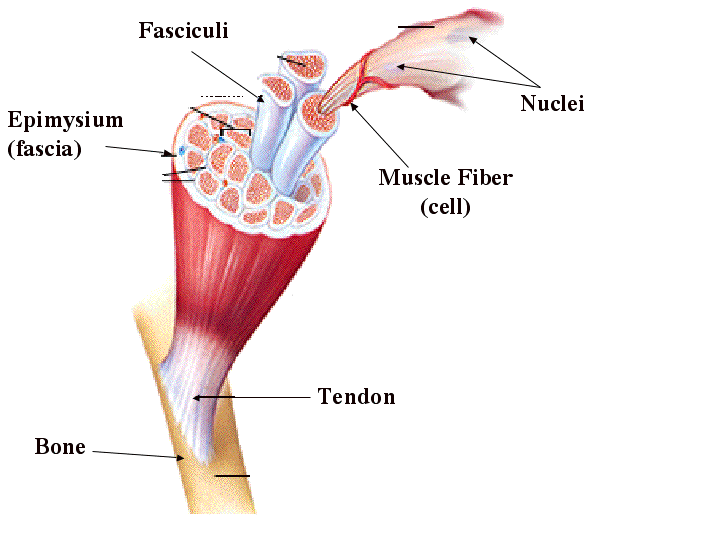 Fasciculi
Nuclei
Epimysium
(fascia)
Muscle Fiber
(cell)
Tendon
Bone